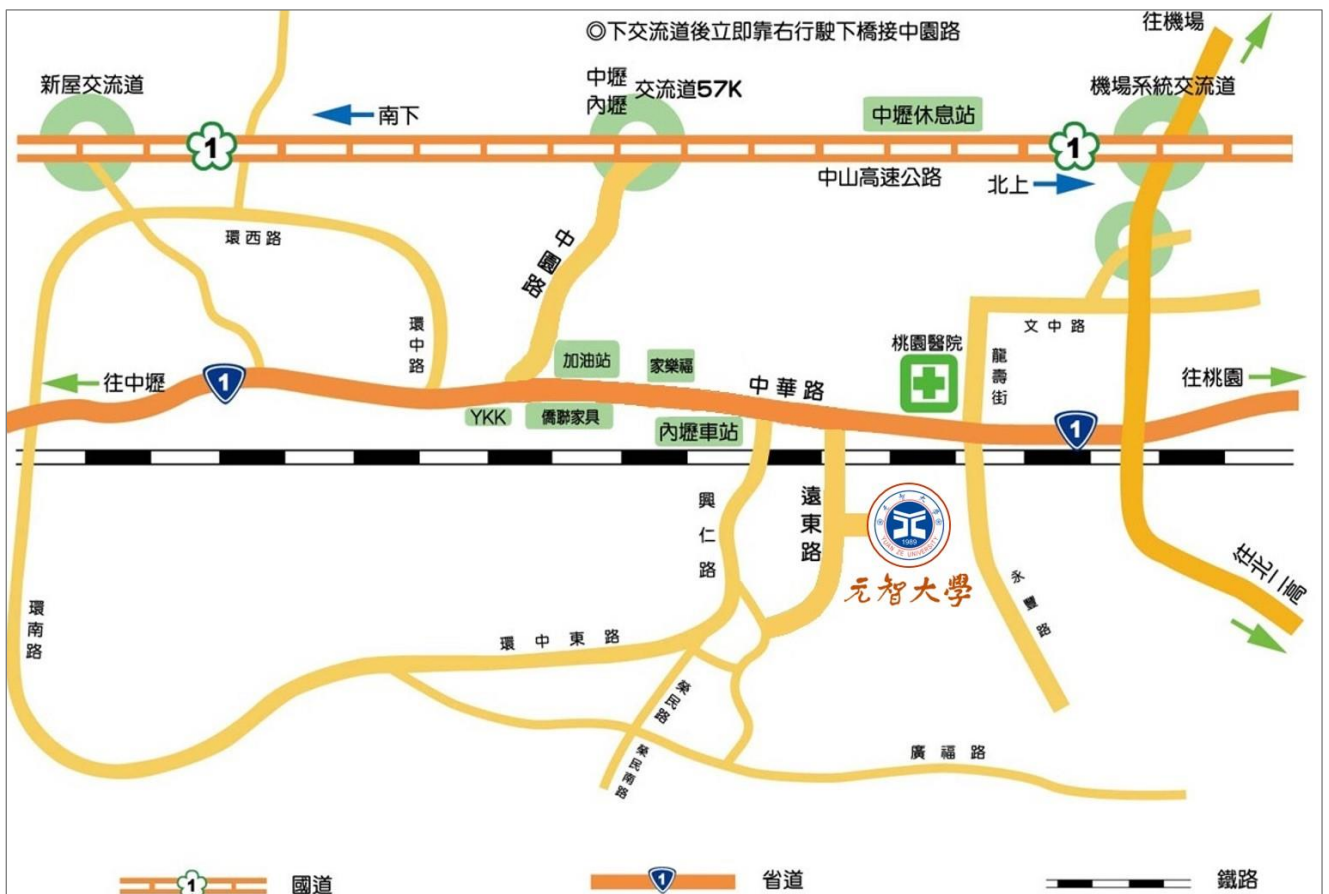 ◎下交流道後立即靠右行駛下橋接中園路
往機場
新屋交流道
中壢
內壢
交流道57K
機場系統交流道
南下
中壢休息站
1
1
中山高速公路
北上
環西路
中園路
環中路
文中路
龍壽街
桃園醫院
加油站
家樂福
往中壢
1
中華路
往桃園
YKK
僑聯家具
內壢車站
1
興仁路
遠東路
元智大學
YUAN ZE UNIVERSITY
1989
元智大學
永豐路
往北二高
環南路
環中東路
榮民路
榮民南路
廣福路
1
國道
1
省道
鐵路